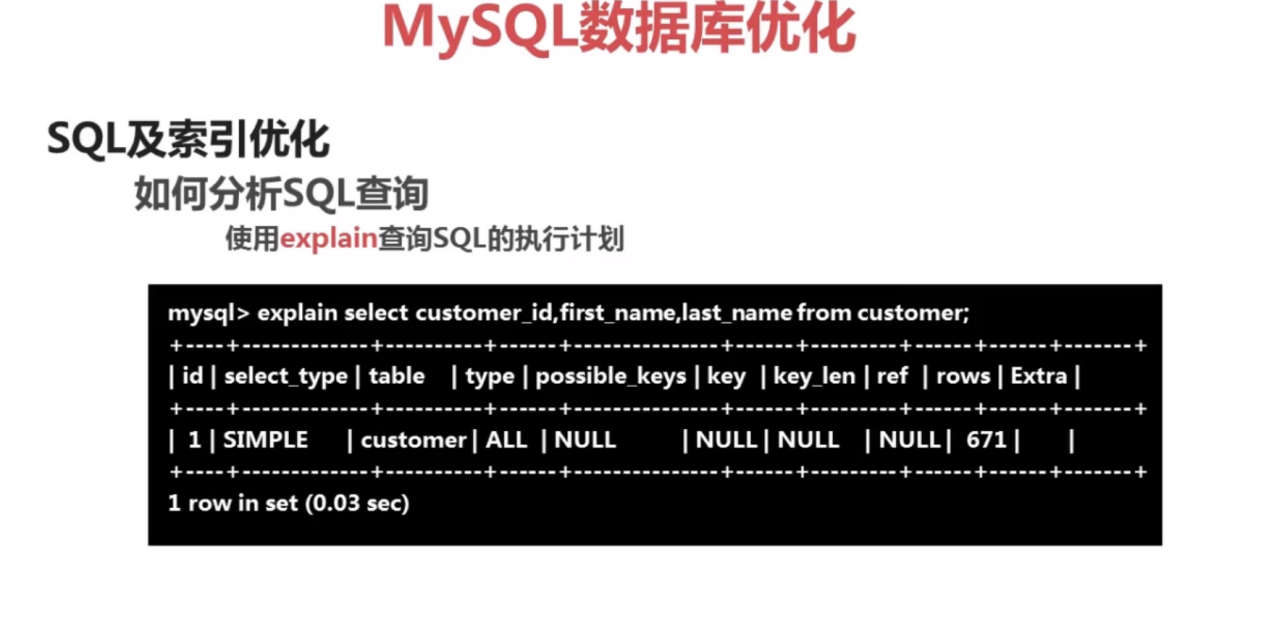 MySQL数据库优化
SQL及索引优化
如何分析SQL查询
使用explain查询SQL的执行计划
mysql> explain select customer_id,first_name,last_name from customer;
+----+-------------+----------+------+---------------+------+---------+------+------+-------+
| id | select_type | table | type | possible_keys | key | key_len | ref | rows | Extra |
+----+-------------+----------+------+---------------+------+---------+------+------+-------+
| 1 | SIMPLE | customer | ALL | NULL | NULL | NULL | NULL | 671 | |
+----+-------------+----------+------+---------------+------+---------+------+------+-------+
1 row in set (0.03 sec)